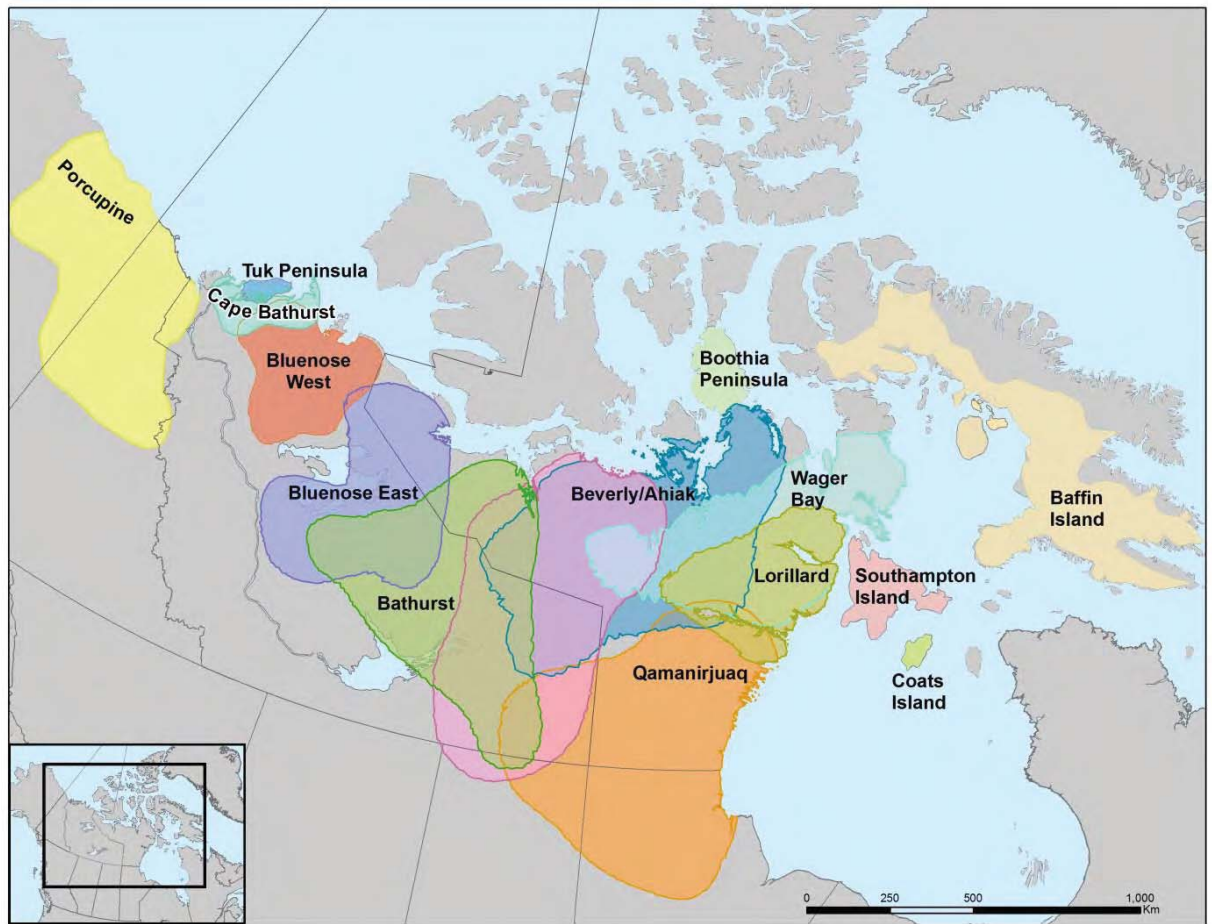 Porcupine
Tuk Peninsula
Cape Bathurst
Bluenose
West
Boothia
Peninsula
Bluenose East
Beverly/Ahiak
Wager
Bay
Baffin
Island
Bathurst
Lorillard
Southampton
Island
Qamanirjuaq
Coats
Island
0 250 500 1,000
Km